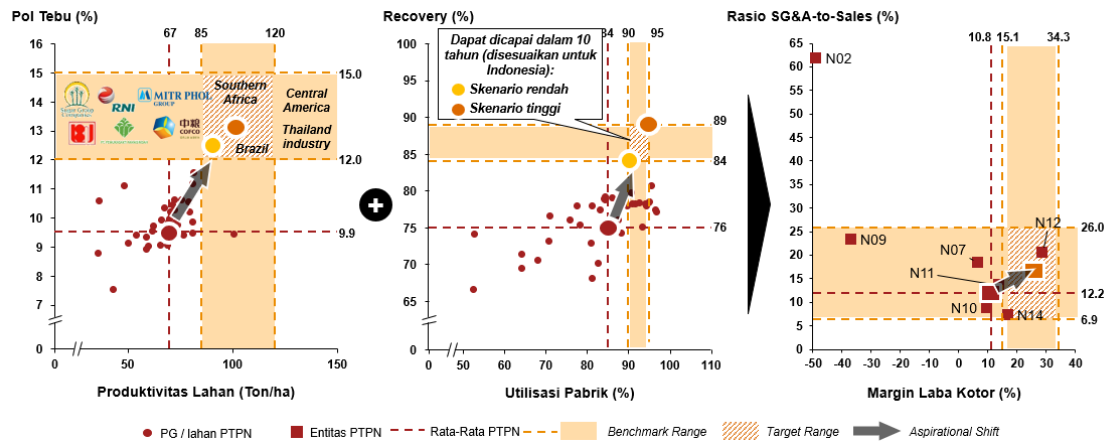 Pol Tebu (%)
67
85
120
16
15
14
13
12
11
10
9
8
7
0
15.0
12.0
9.9
RNI
MITR PHOL
GROUP
COFCO
Southern
Africa
Central
America
Thailand
industry
Brazil
0
50
100
150
Produktivitas Lahan (Ton/ha)
Recovery (%)
84
90
95
100
95
90
85
80
75
70
65
0
89
84
76
Dapat dicapai dalam 10
tahun (disesuaikan untuk
Indonesia):
Skenario rendah
Skenario tinggi
0
50
60
70
80
90
100
110
Utilisasi Pabrik (%)
Rasio SG&A-to-Sales (%)
10.8
15.1
34.3
65
60
55
50
45
40
35
30
25
20
15
10
5
0
26.0
12.2
6.9
N02
N09
N07
N12
N11
N10
N14
-50
-40
-30
-20
-10
0
10
20
30
40
Margin Laba Kotor (%)
PG / lahan PTPN
Entitas PTPN
Rata-Rata PTPN
Benchmark Range
Target Range
Aspirational Shift